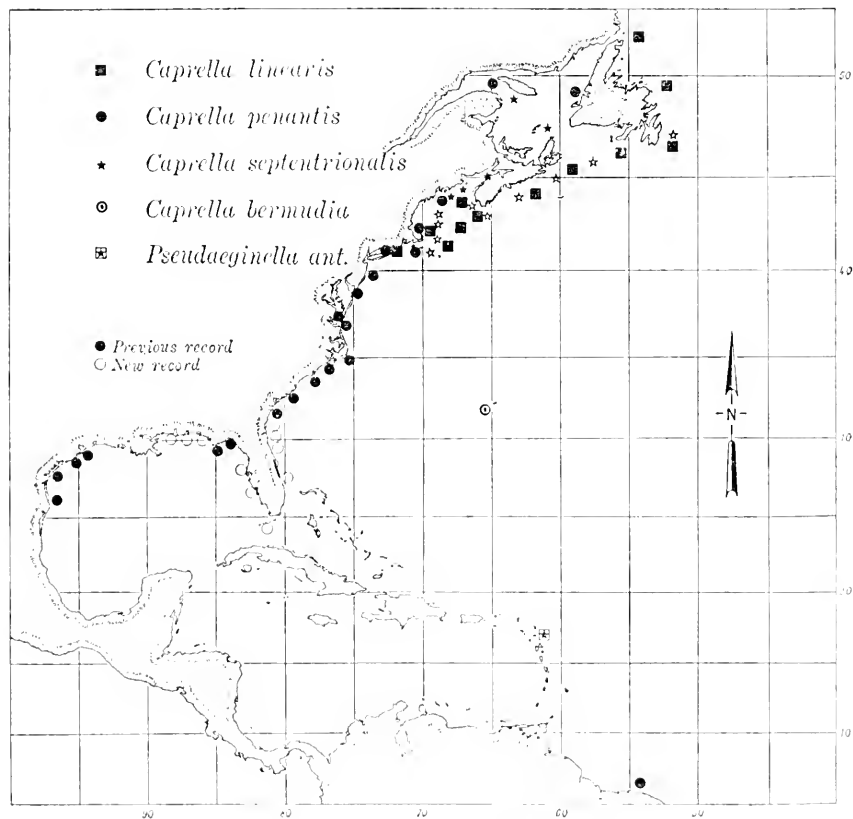 Caprella linearis
Caprella penantis
Caprella septentrionalis
Caprella bermudia
Pseudaeginella ant.
Previous record
New record
50
40
N
30
20
10
90 80 70 60 50